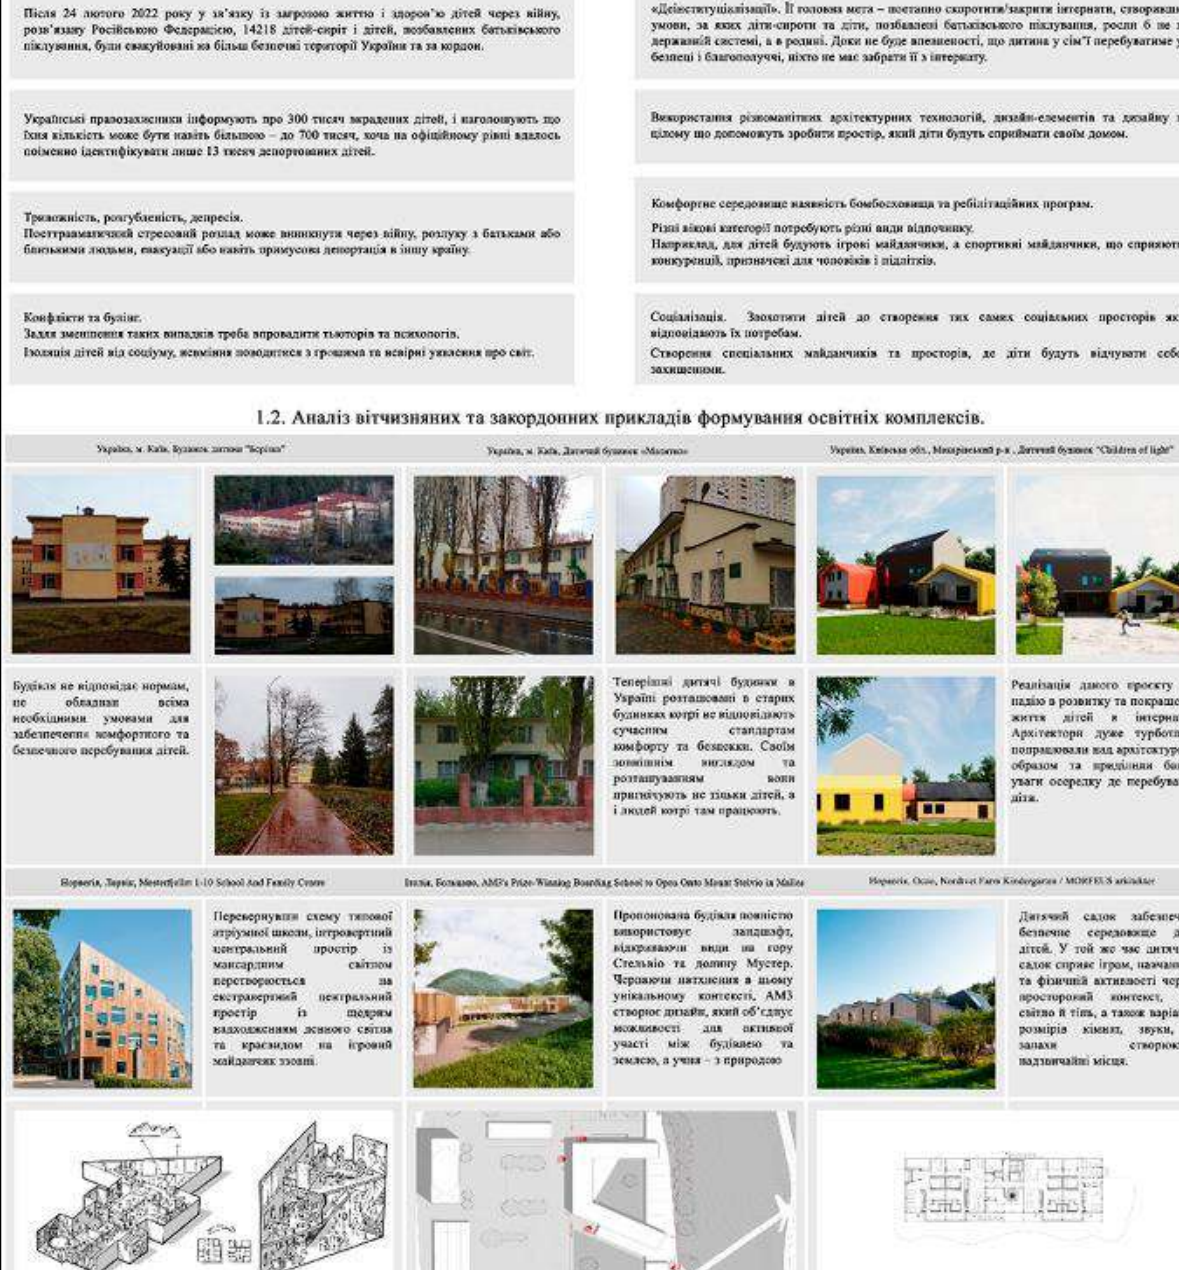 Після 24 лютого 2022 року у зв'язку із загрозою життю і здоров'ю дітей через війну,
розв'язану Російською Федерацією, 14218 дітей-сиріт і дітей, позбавлених батьківського
піклування, були евакуйовані на більш безпечні території України та за кордон.
Українські правозахисники інформують про 300 тисяч вкрадених дітей, і наголошують що
їхня кількість може бути навіть більшою – до 700 тисяч, хоча на офіційному рівні вдалось
поіменно ідентифікувати лише 13 тисяч депортованих дітей.
Тривожність, розгубленість, депресія.
Посттравматичний стресовий розлад може виникнути через війну, розлуку з батьками або
близькими людьми, евакуації або навіть примусова депортація в іншу країну.
Конфлікти та булінг.
Задля зменшення таких випадків треба впровадити тьюторів та психологів.
Ізоляція дітей від соціуму, невміння поводитися з грошима та невірні уявлення про світ.
«Деінституціалізації». Її головна мета – поетапно скоротити/закрити інтернати, створивши
умови, за яких діти-сироти та діти, позбавлені батьківського піклування, росли б не в
державній системі, а в родині. Доки не буде впевненості, що дитина у сім'ї перебуватиме у
безпеці і благополуччі, ніхто не має забрати її з інтернату.
Використання різноманітних архітектурних технологій, дизайн-елементів та дизайну
цілому що допоможуть зробити простір, який діти будуть сприймати своїм домом.
Комфортне середовище наявність бомбосховища та ребілітаційних програм.
Різні вікові категорії потребують різні види відпочинку.
Наприклад, для дітей будують ігрові майданчики, а спортивні майданчики, що сприяють
конкуренції, призначені для чоловіків і підлітків.
Соціалізація. Заохотити дітей до створення тих самих соціальних просторів які
відповідають їх потребам.
Створення спеціальних майданчиків та просторів, де діти будуть відчувати себе
захищеними.
1.2. Аналіз вітчизняних та закордонних прикладів формування освітніх комплексів.
Україна, м. Київ, Будинок дитини "Берізка"
Україна, м. Київ, Дитячий будинок
Україна, Київська обл., Макарівський р-н , Дитячий будинок "Children of light"
Будівля не відповідає нормам,
не обладнан всіма
необхідними умовами для
забезпечення комфортного та
безпечного перебування дітей.
Теперішні дитячі будинки в
Україні розташовані в старих
будинках котрі не відповідають
сучасним стандартам
комфорту та безпекки. Своїм
зовнішнім виглядом та
розташуванням вони
пригнічують не тільки дітей, а
і людей котрі там працюють.
Реалізація даного проєкту
надію в розвитку та покраще
життя дітей в інтерна
Архітектори дуже турбота
попрацювали над архітектур
образом та приділили ба
уваги осередку де перебува
діти.
Норвегія, Ларвік, Mesterfjellet 1-10 School And Family Centre
Італія, Больцано, AM3's Prize-Winning Boarding School to Open Onto Mount Stelvio in Malles
Норвегія, Осло, Nordtvet Farm Kindergarten / MORFEUS arkitekter
Перевернувши схему типової
атріумної школи, інтровертний
центральний простір із
мансардним світлом
перетворюється на
екстравертний центральний
простір із щедрим
надходженням денного світла
та краєвидом на ігровий
майданчик ззовні.
Пропонована будівля повністю
використовує ландшафт,
відкриваючи види на гору
Стельвіо та долину Мустер.
Черпаючи натхнення в цьому
унікальному контексті, AM3
створює дизайн, який об'єднує
можливості для активної
участі між будівлею та
землею, а учня – з природою
Дитячий садок забезпеч
безпечне середовище д
дітей. У той же час дитяч
садок сприяє іграм, навчан
та фізичній активності чер
просторовий контекст,
світло й тінь, а також варіа
розмірів кімнат, звуки,
запахи створює
надзвичайні місця.